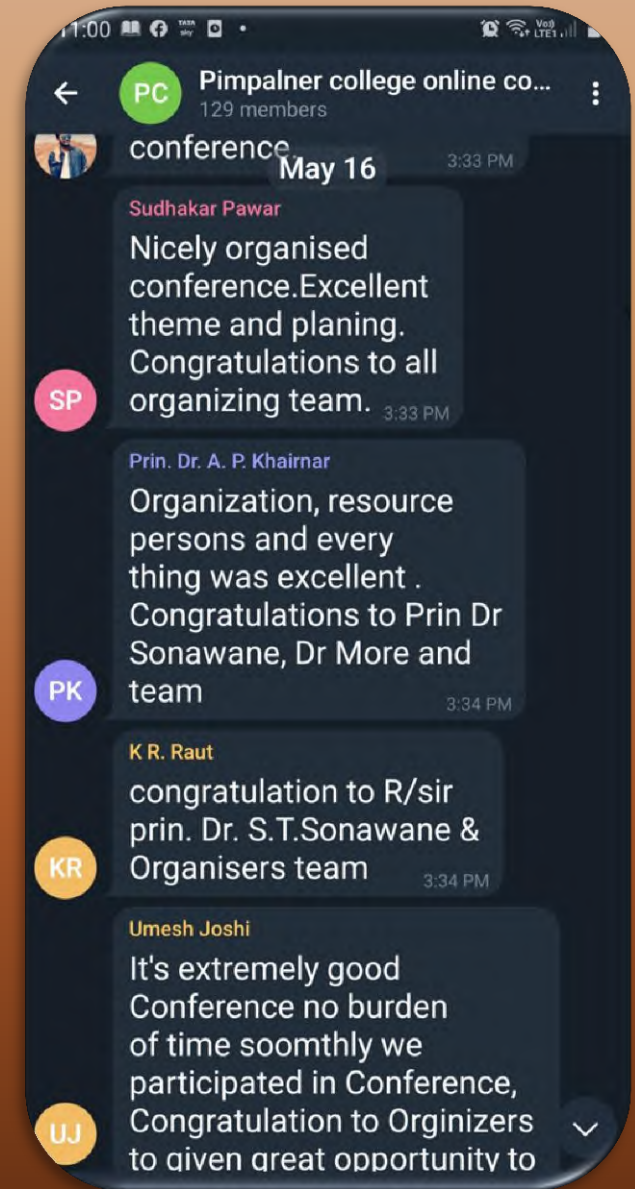 11:00
TATA sky
Vo)) LTE1
PC
Pimpalner college online co...
129 members
conference
3:33 PM
May 16
Sudhakar Pawar
Nicely organised
conference.Excellent
theme and planing.
Congratulations to all
organizing team. 3:33 PM
SP
Prin. Dr. A. P. Khairnar
Organization, resource
persons and every
thing was excellent .
Congratulations to Prin Dr
Sonawane, Dr More and
team 3:34 PM
PK
K R. Raut
congratulation to R/sir
prin. Dr. S.T.Sonawane &
Organisers team 3:34 PM
KR
Umesh Joshi
It's extremely good
Conference no burden
of time soomthly we
participated in Conference,
Congratulation to Orginizers
to given great opportunity to
UJ